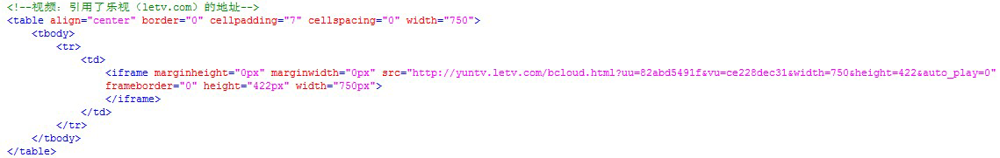 <!--视频：引用了乐视（letv.com）的地址-->
<table align="center" border="0" cellpadding="7" cellspacing="0" width="750">
<tbody>
<tr>
<td>
<iframe marginheight="0px" marginwidth="0px" src="http://yuntv.letv.com/bcloud.html?uu=82abd5491f&vu=ce228dec31&width=750&height=422&auto_play=0"
frameborder="0" height="422px" width="750px">
</iframe>
</td>
</tr>
</tbody>
</table>